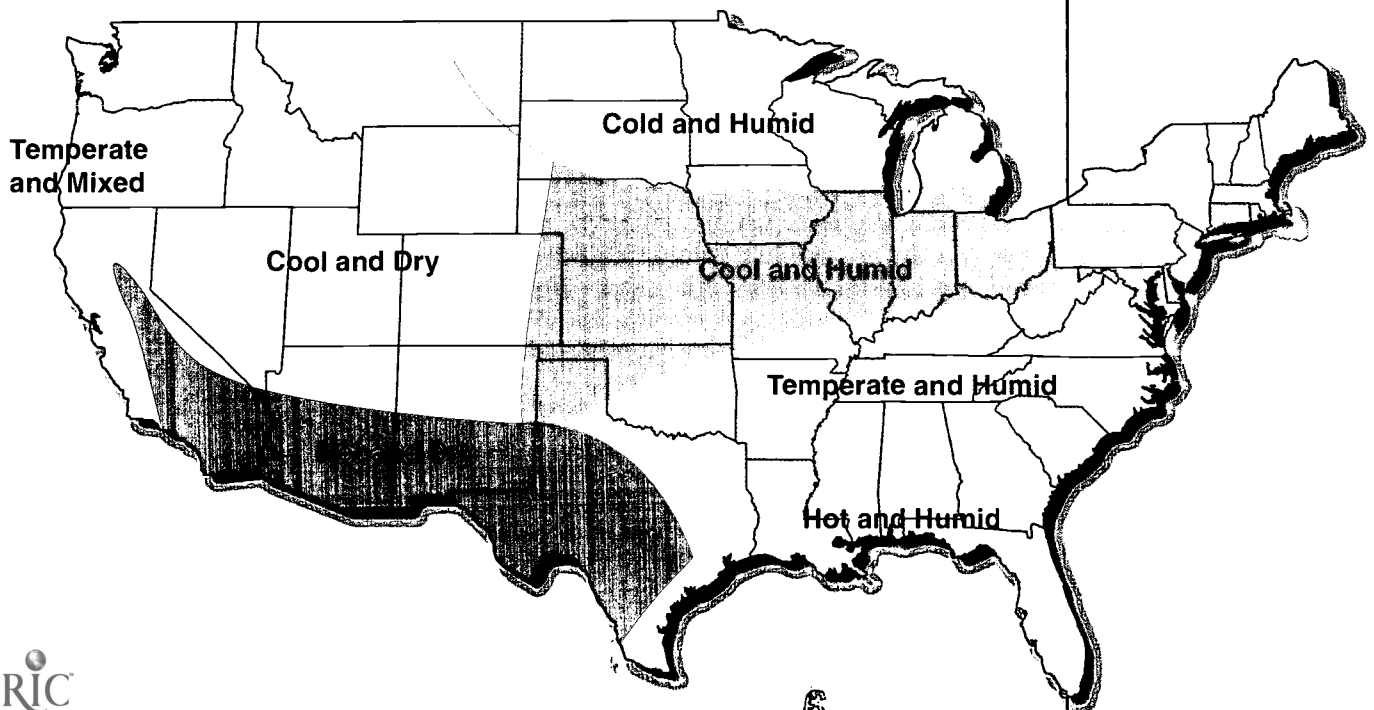 Cold and Humid
Temperate
and Mixed
Cool and Dry
Cool and Humid
Temperate and Humid
Hot and Humid
RIC